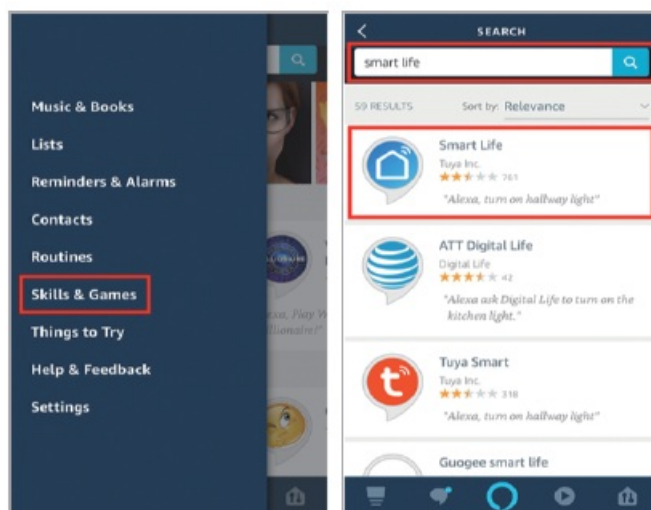 Music & Books
Lists
Reminders & Alarms
Contacts
Routines
Skills & Games
Things to Try
Help & Feedback
Settings
SEARCH
smart life
59 RESULTS Sort by: Relevance
Smart Life
Tuya Inc.
761
"Alexa, turn on hallway light"
ATT Digital Life
Digital Life
42
"Alexa ask Digital Life to turn on the
kitchen light."
Tuya Smart
Tuya Inc.
318
"Alexa, turn on hallway light"
Guogee smart life